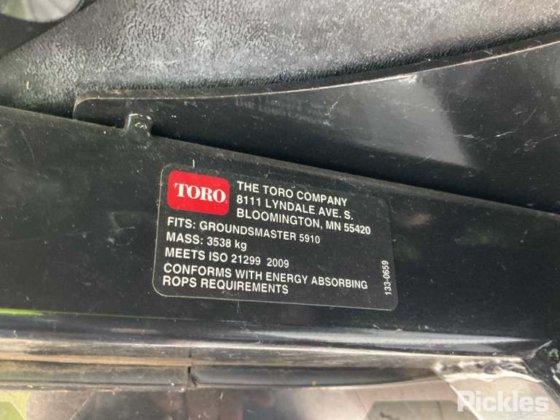 TORO
THE TORO COMPANY
8111 LYNDALE AVE. S.
BLOOMINGTON, MN 55420
FITS: GROUNDSMASTER 5910
MASS: 3538 kg
MEETS ISO 21299 2009
CONFORMS WITH ENERGY ABSORBING
ROPS REQUIREMENTS
133-0659
Pickles